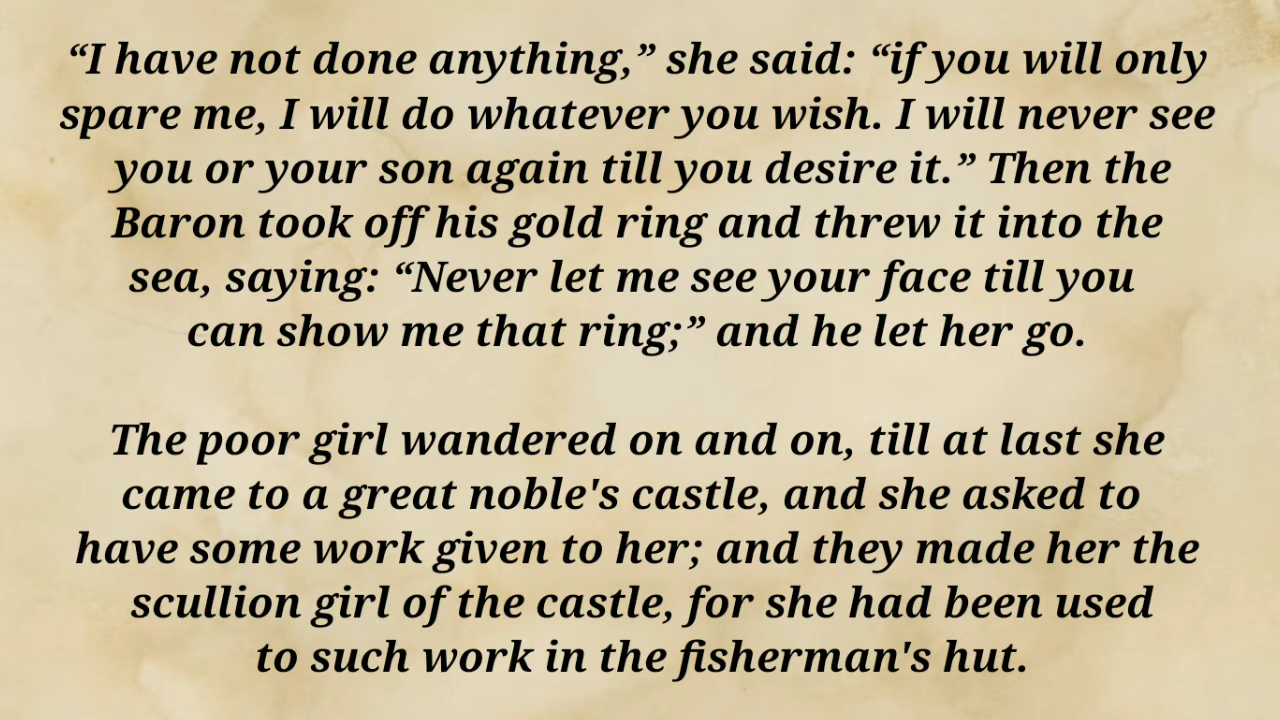 “I have not done anything,” she said: “if you will only
spare me, I will do whatever you wish. I will never see
you or your son again till you desire it.” Then the
Baron took off his gold ring and threw it into the
sea, saying: “Never let me see your face till you
can show me that ring;” and he let her go.
The poor girl wandered on and on, till at last she
came to a great noble's castle, and she asked to
have some work given to her; and they made her the
scullion girl of the castle, for she had been used
to such work in the fisherman's hut.